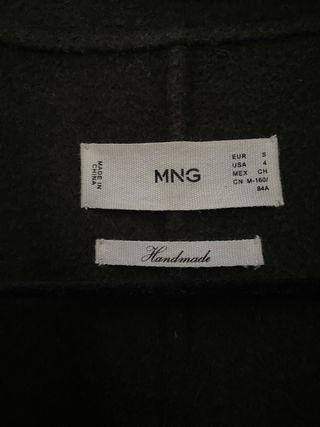 MADE IN
CHINA
MNG
EUR S
USA 4
MEX CH
CN M-160/
84A
Handmade